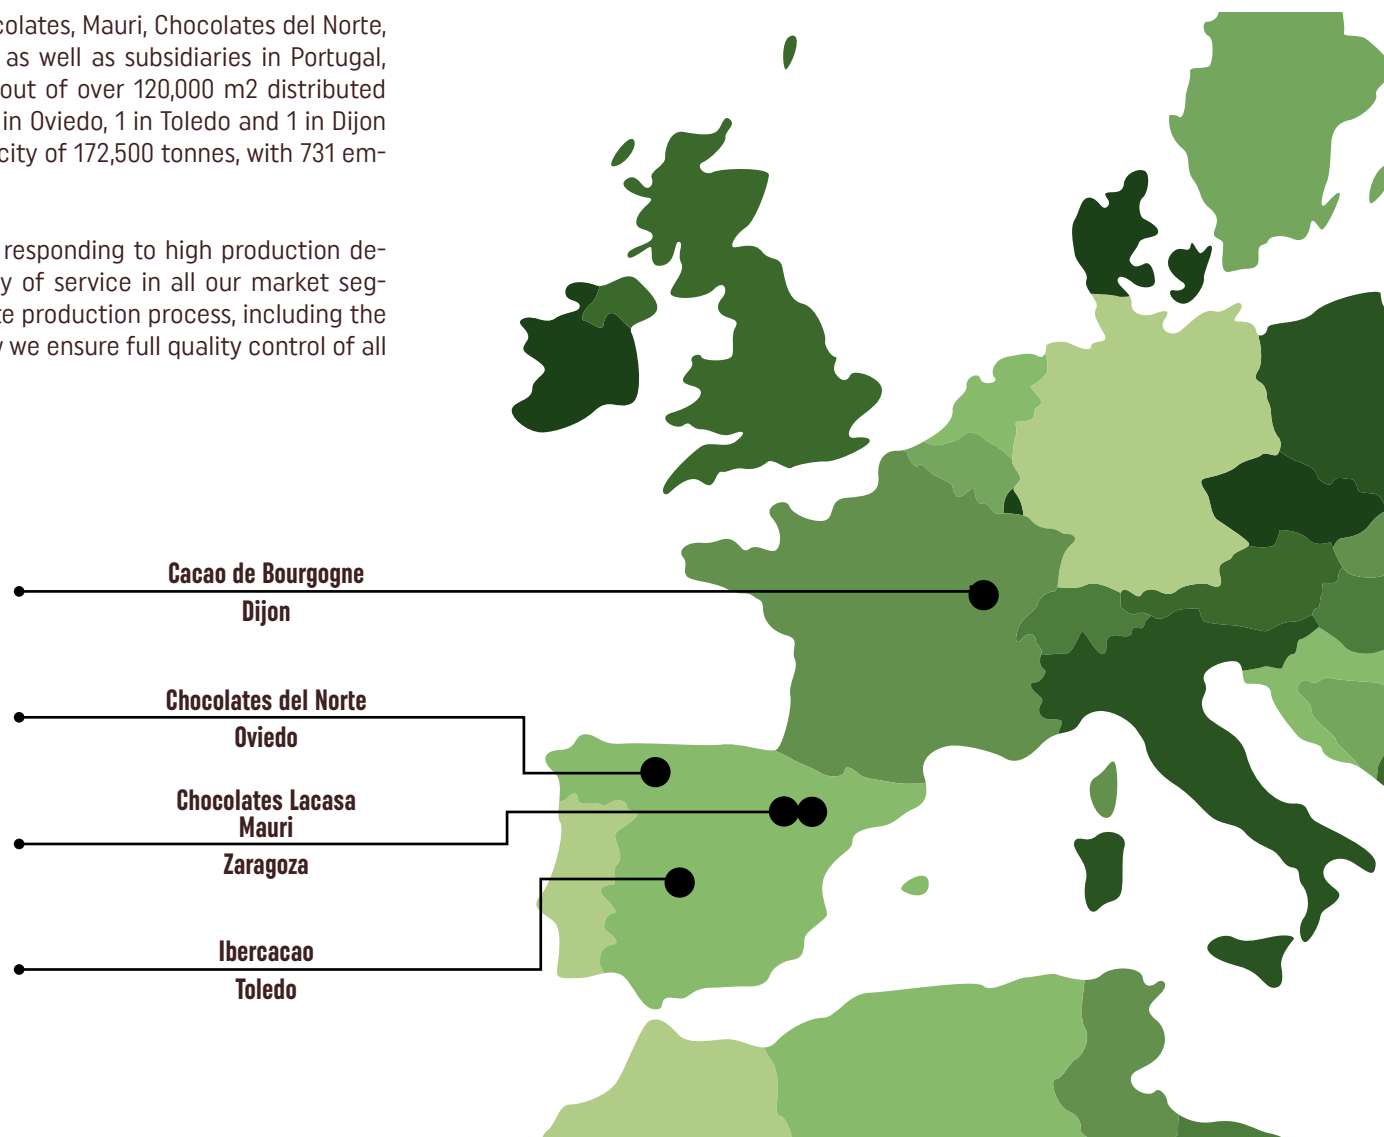 colates, Mauri, Chocolates del Norte,
as well as subsidiaries in Portugal,
out of over 120,000 m2 distributed
in Oviedo, 1 in Toledo and 1 in Dijon
city of 172,500 tonnes, with 731 em-
responding to high production de-
y of service in all our market seg-
te production process, including the
we ensure full quality control of all
Cacao de Bourgogne
Dijon
Chocolates del Norte
Oviedo
Chocolates Lacasa
Mauri
Zaragoza
Ibercacao
Toledo